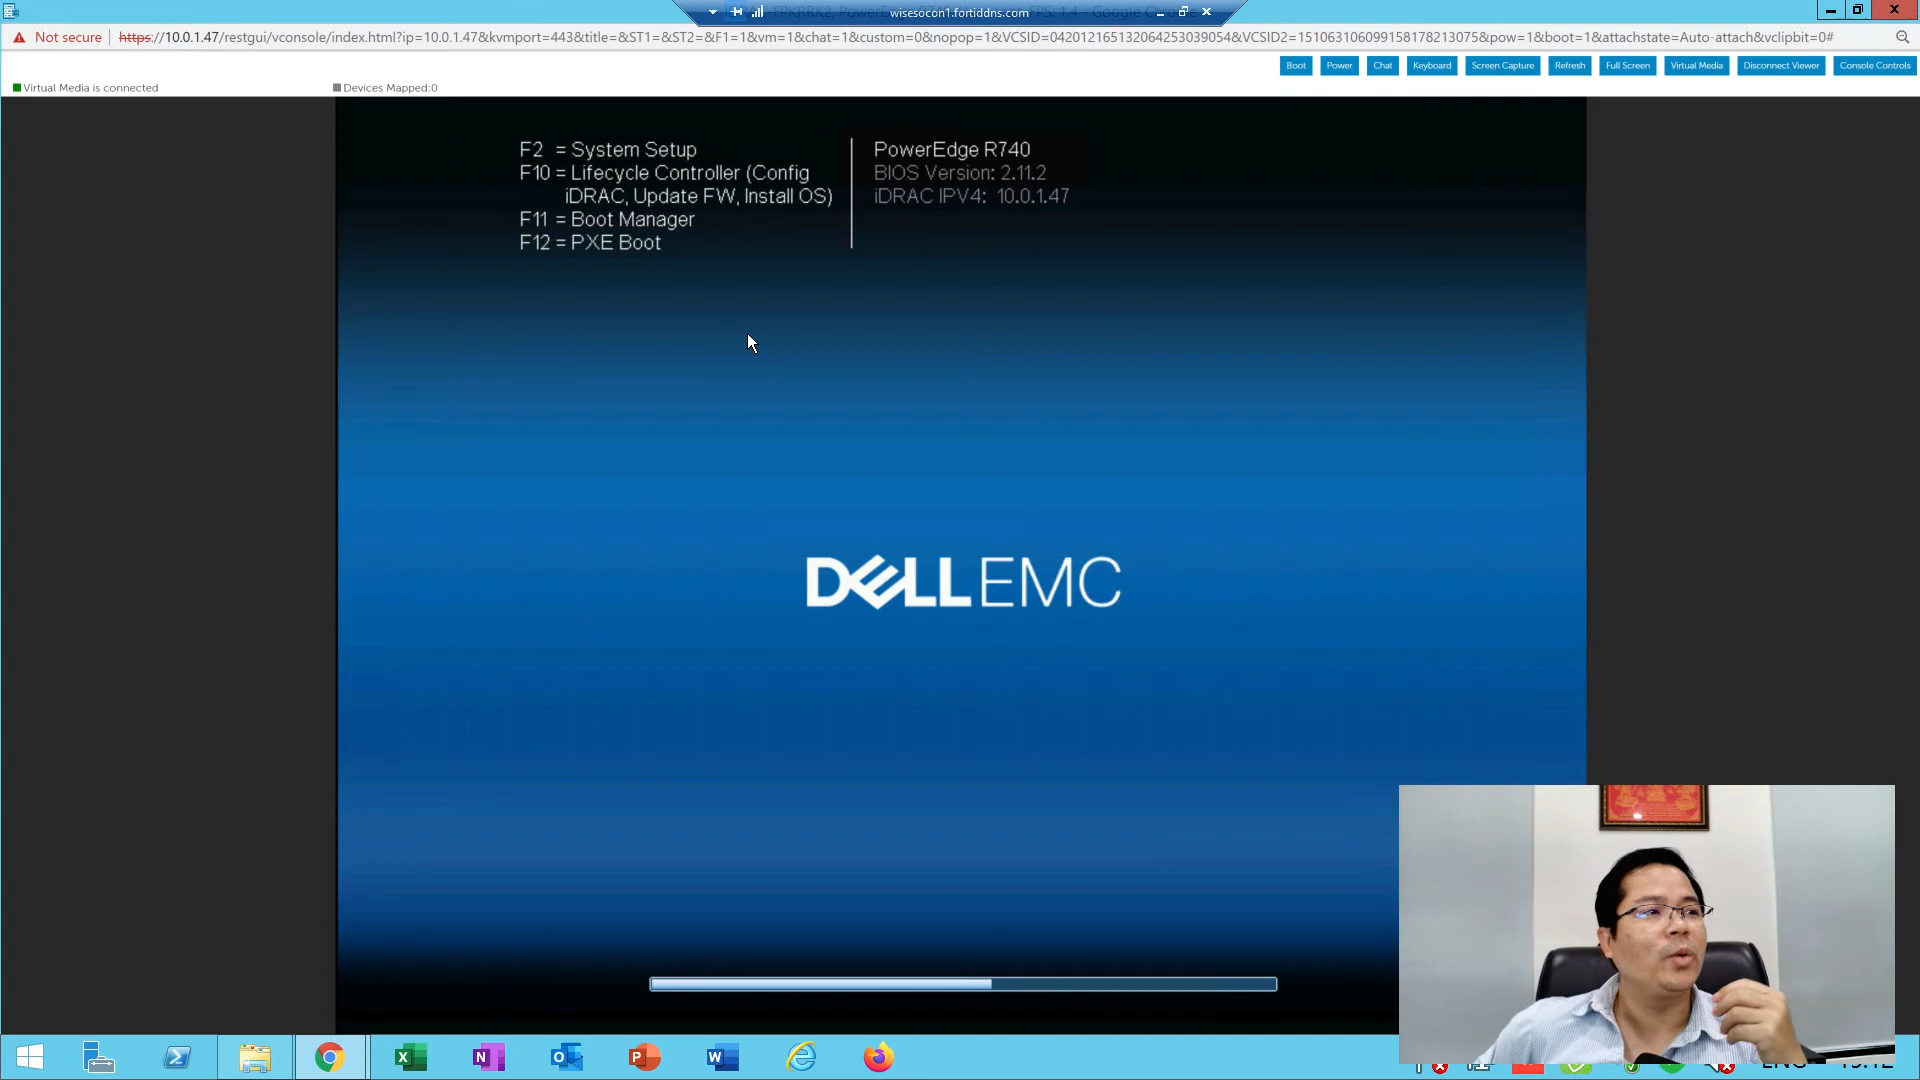 wisesocon1.fortiddns.com
Not secure
https://10.0.1.47/restgui/vconsole/index.html?ip=10.0.1.47&kvmport=443&title=&ST1=&ST2=&F1=1&vm=1&chat=1&custom=0&nopop=1&VCSID=042012165132064253039054&VCSID2=151063106099158178213075&pow=1&boot=1&attachstate=Auto-attach&vclipbit=0#
Boot
Power
Chat
Keyboard
Screen Capture
Refresh
Full Screen
Virtual Media
Disconnect Viewer
Console Controls
Virtual Media is connected
Devices Mapped:0
F2 = System Setup
F10 = Lifecycle Controller (Config
iDRAC, Update FW, Install OS)
F11 = Boot Manager
F12 = PXE Boot
PowerEdge R740
BIOS Version: 2.11.2
iDRAC IPV4: 10.0.1.47
DELLEMC